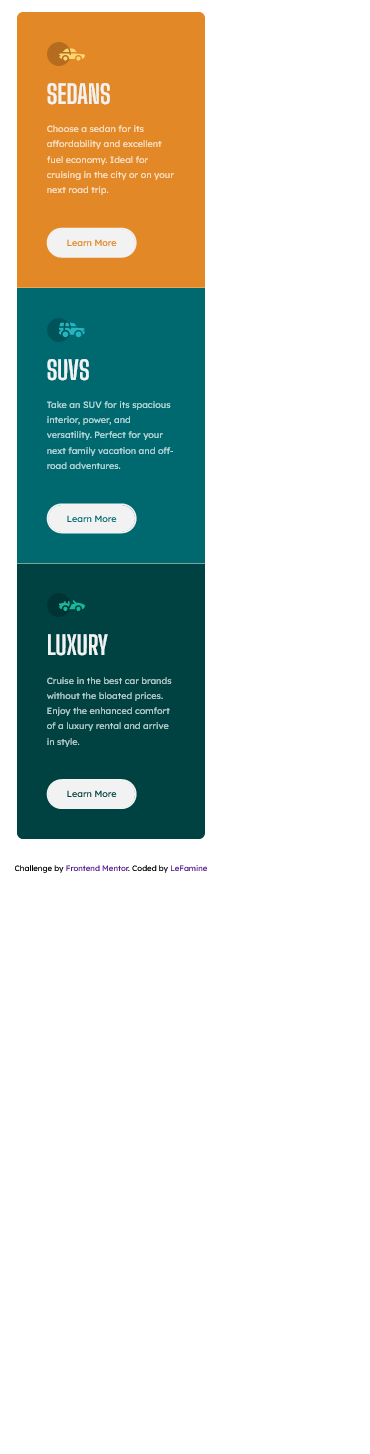 SEDANS
Choose a sedan for its
affordability and excellent
fuel economy. Ideal for
cruising in the city or on your
next road trip.
Learn More
SUVS
Take an SUV for its spacious
interior, power, and
versatility. Perfect for your
next family vacation and off-
road adventures.
Learn More
LUXURY
Cruise in the best car brands
without the bloated prices.
Enjoy the enhanced comfort
of a luxury rental and arrive
in style.
Learn More
Challenge by Frontend Mentor. Coded by LeFamine